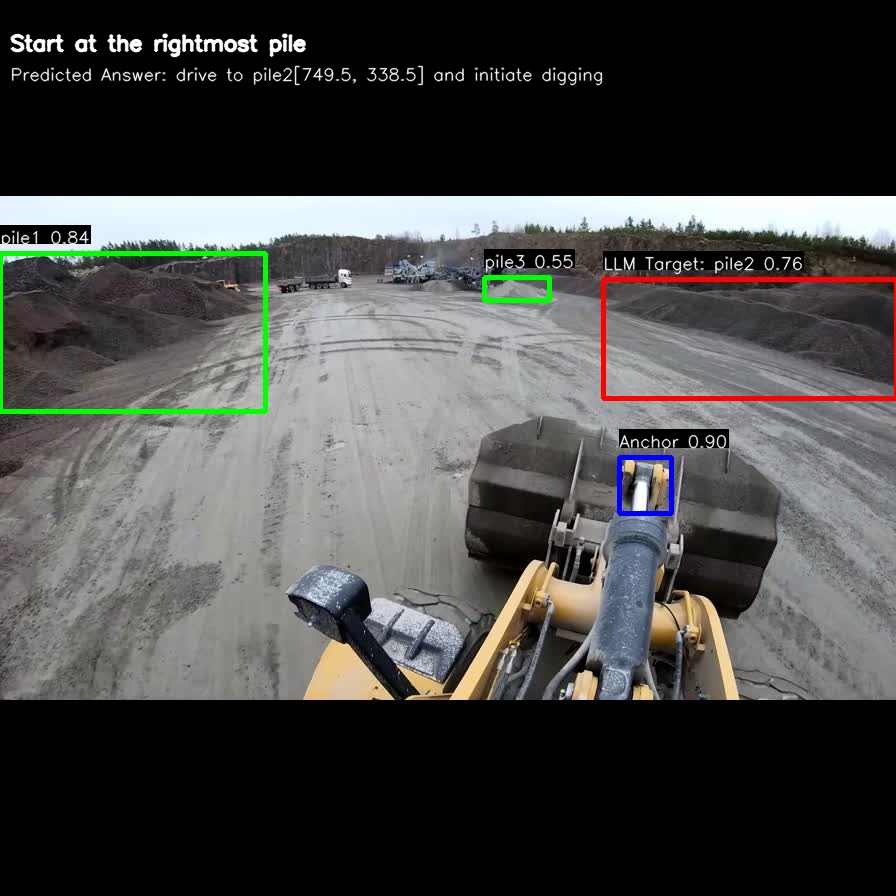 Start at the rightmost pile
Predicted Answer: drive to pile2[749.5, 338.5] and initiate digging
pile1 0.84
pile3 0.55
LLM Target: pile2 0.76
Anchor 0.90